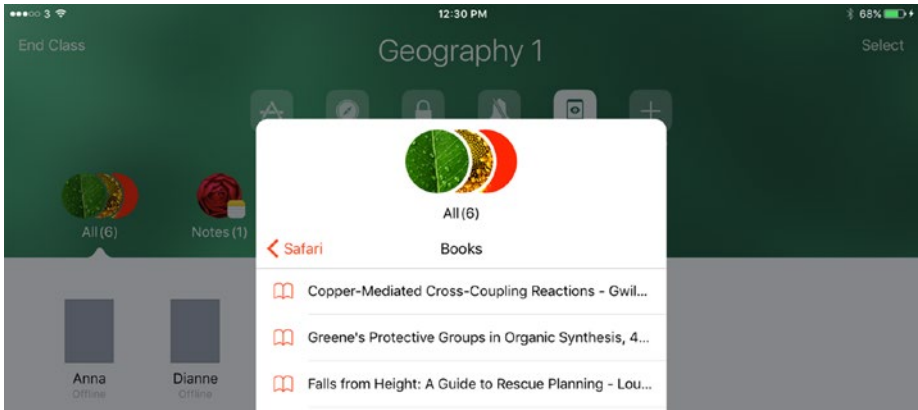 3 12:30 PM 68%
End Class Geography 1 Select
All (6) Notes (1)
All (6)
Safari Books
Copper-Mediated Cross-Coupling Reactions - Gwil...
Greene's Protective Groups in Organic Synthesis, 4...
Falls from Height: A Guide to Rescue Planning - Lou...
Anna Dianne
Offline Offline